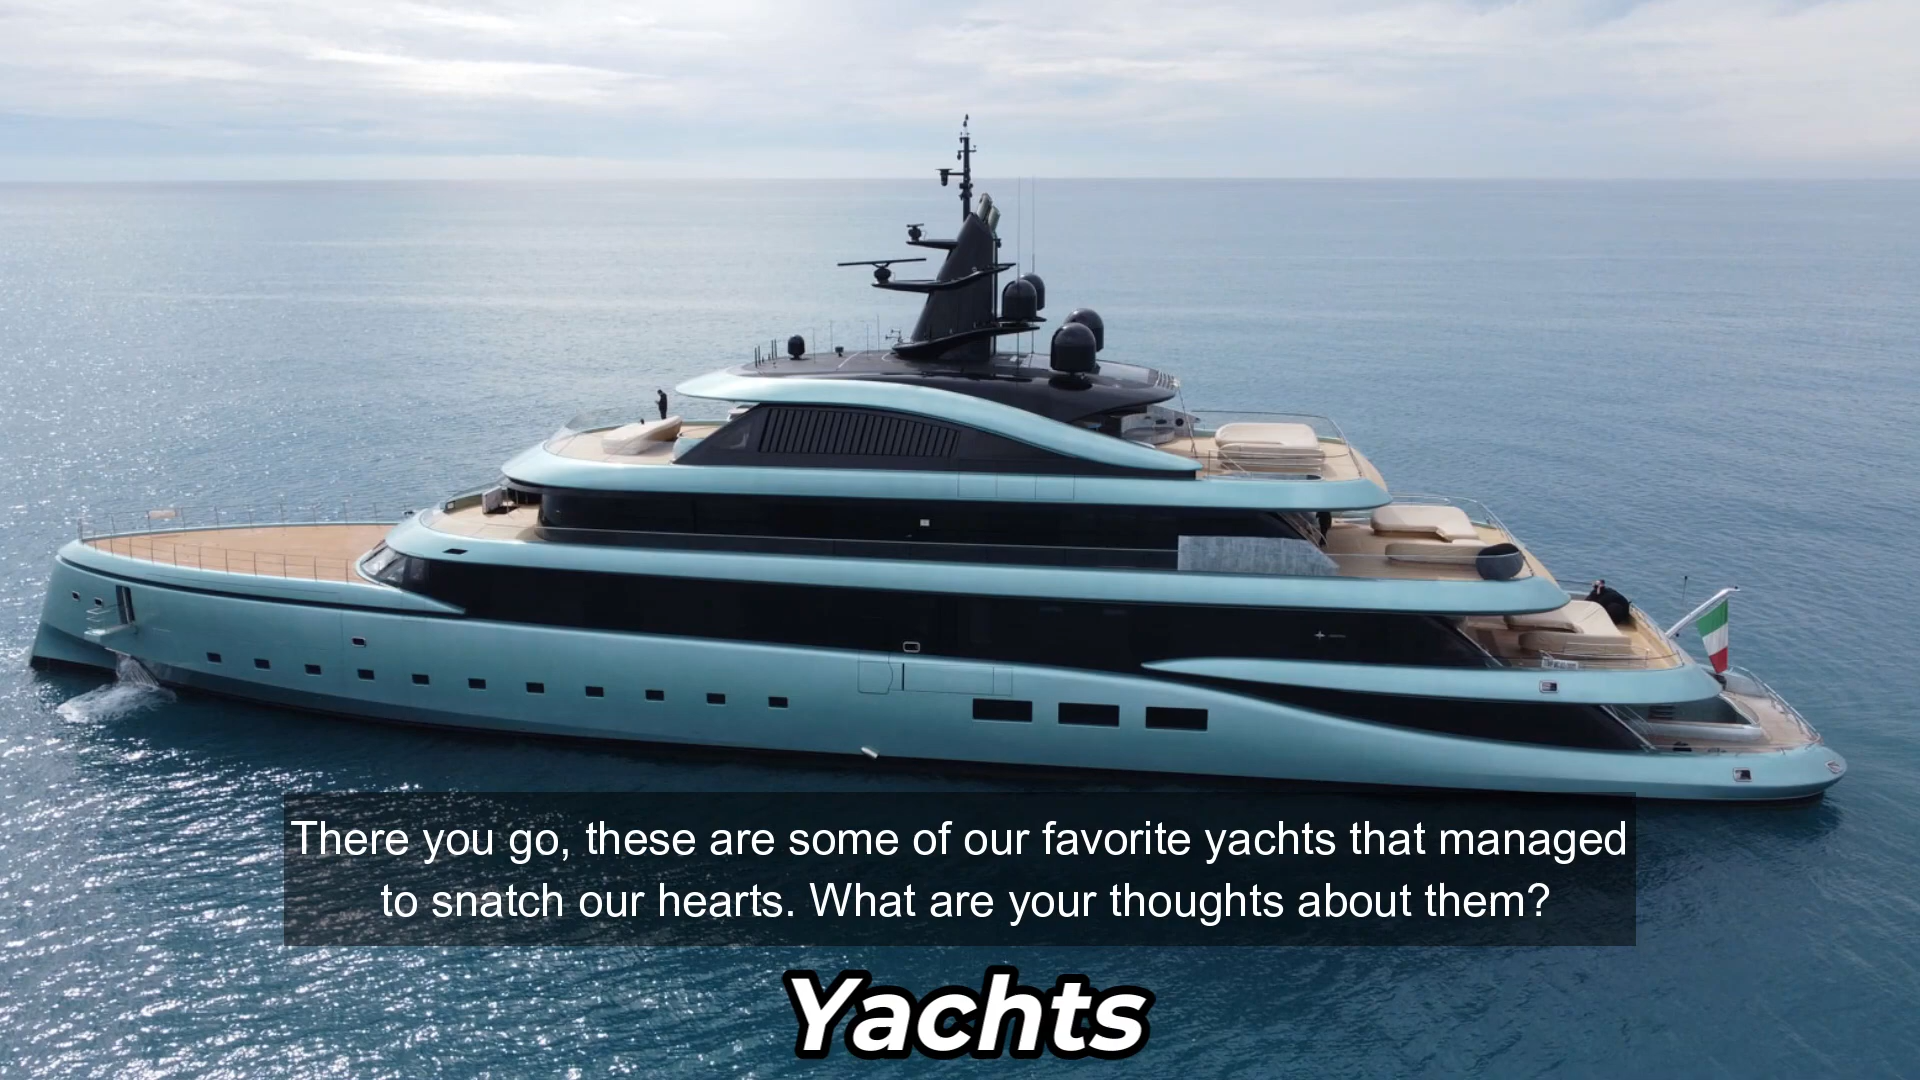 There you go, these are some of our favorite yachts that managed
to snatch our hearts. What are your thoughts about them?
Yachts